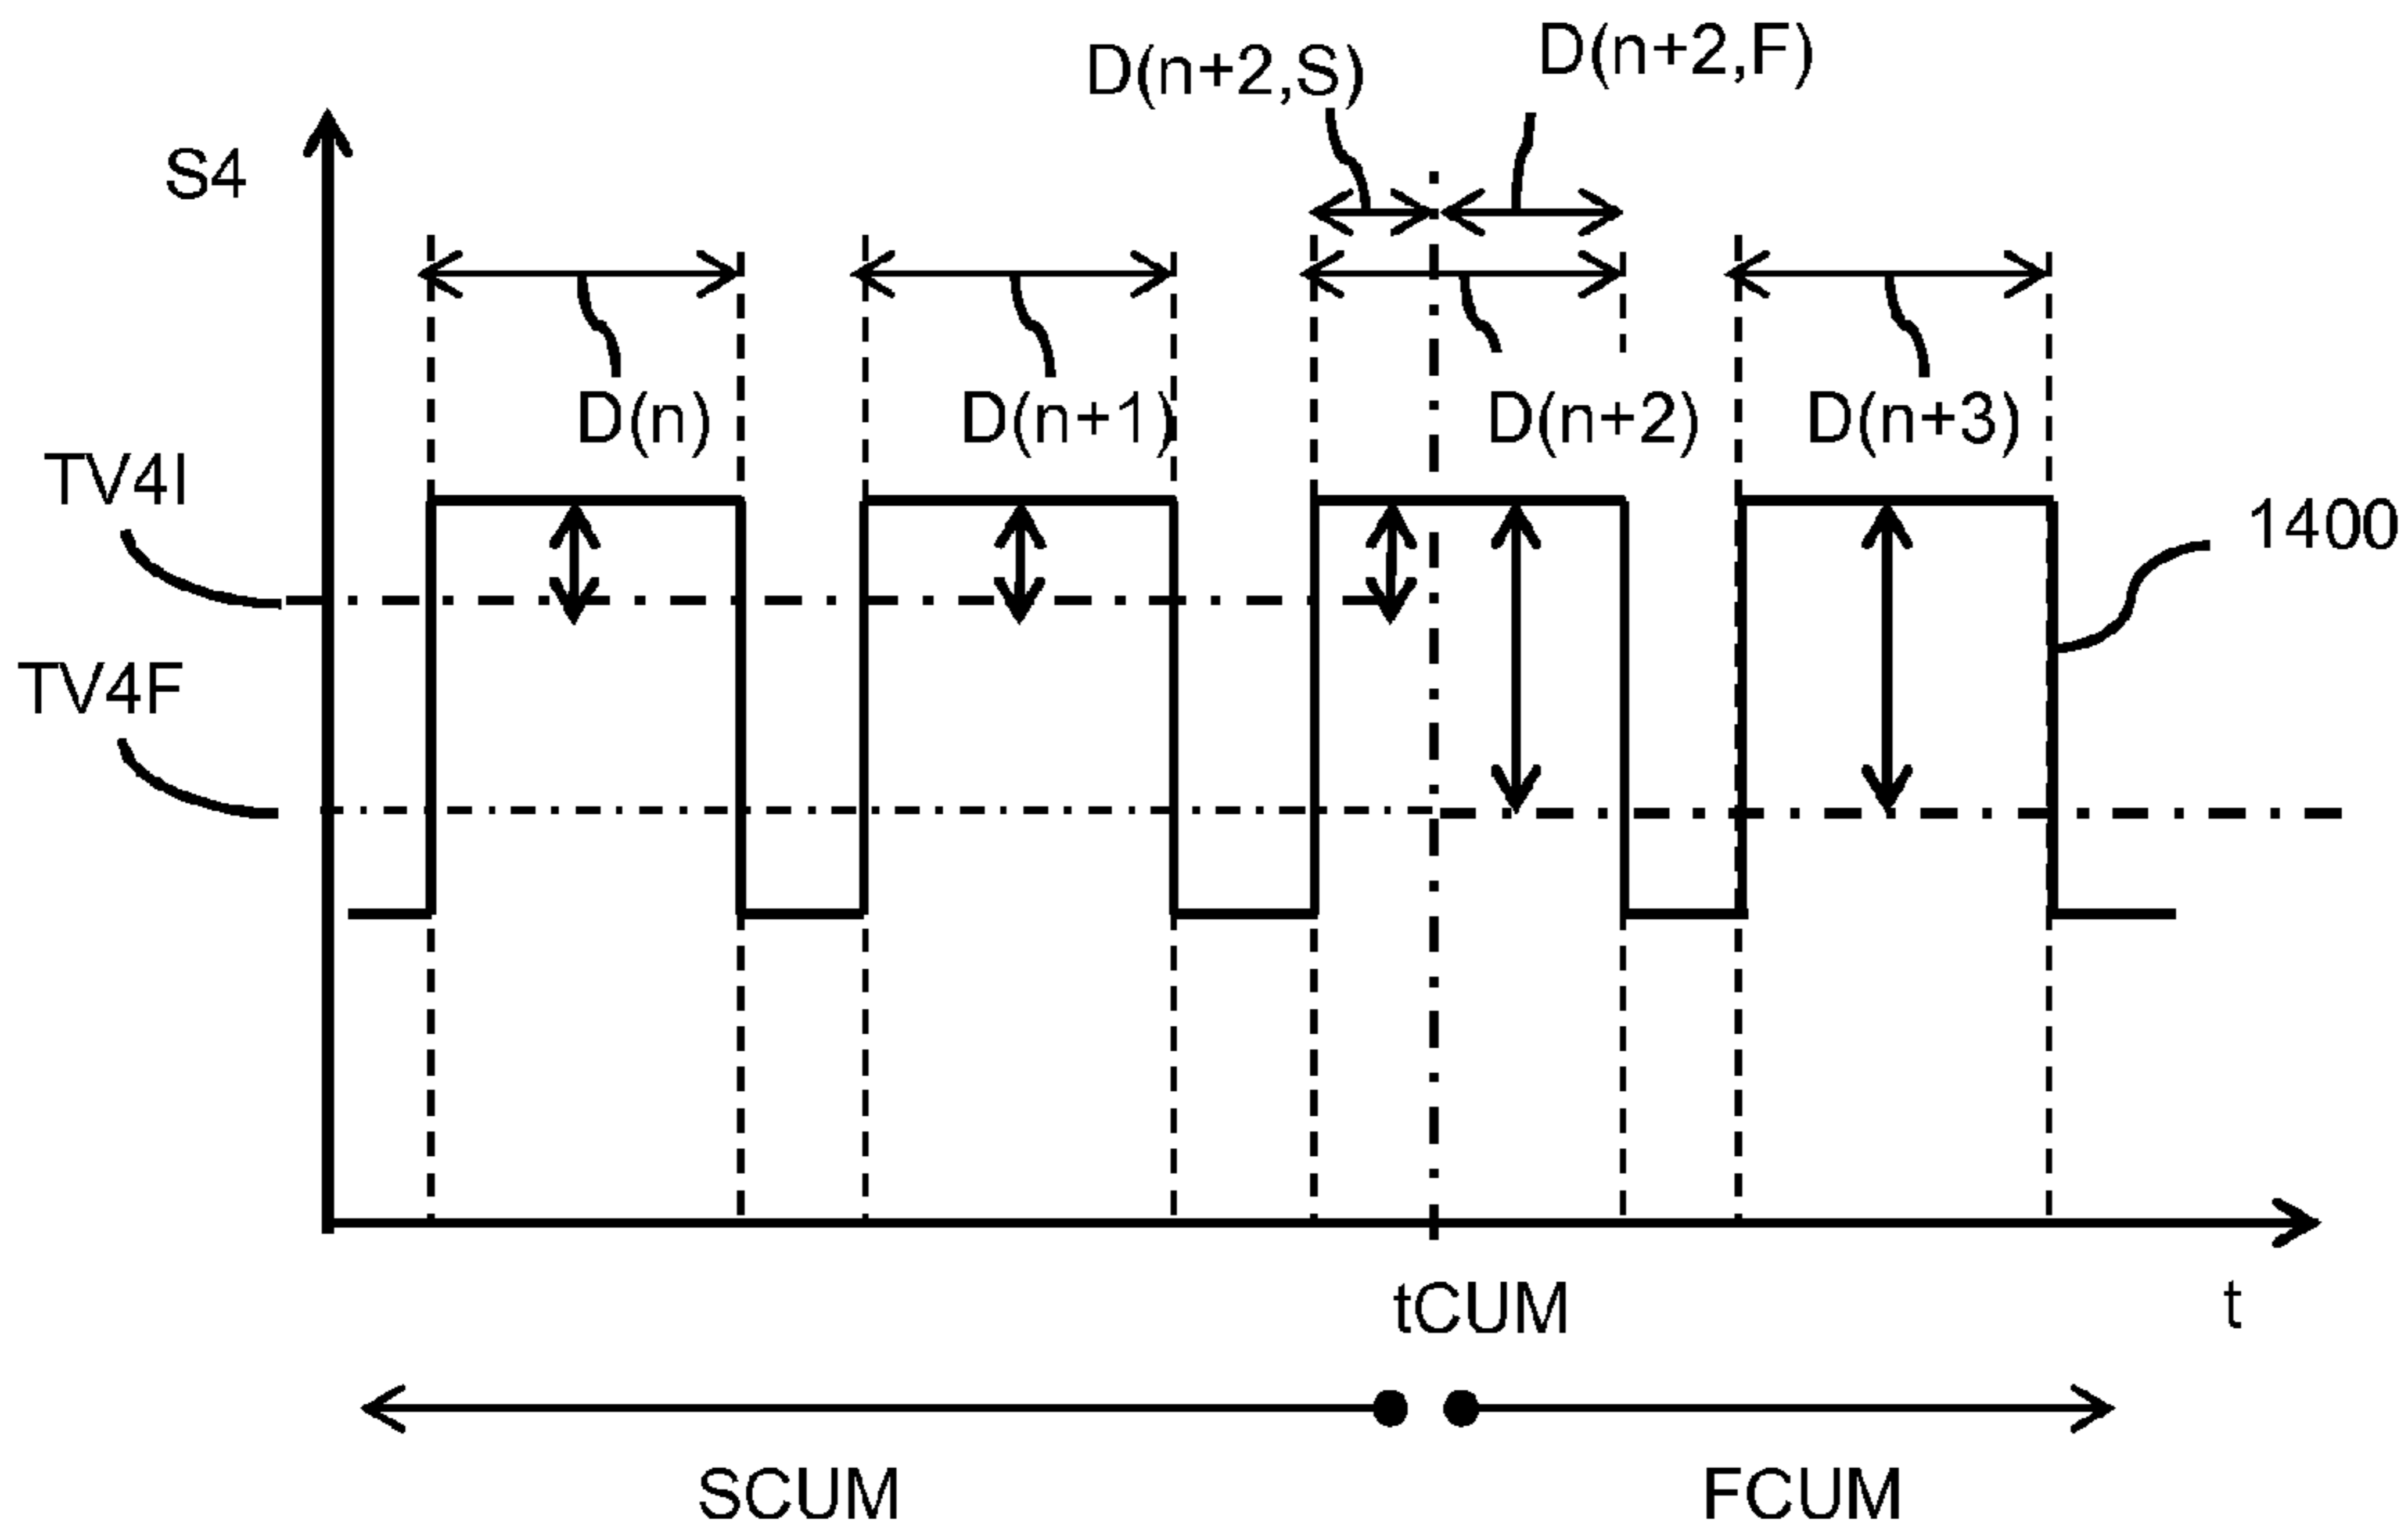 D(n+2,S)
D(n+2,F)
S4
D(n)
D(n+1)
D(n+2)
D(n+3)
TV4I
1400
TV4F
tCUM
t
SCUM
FCUM